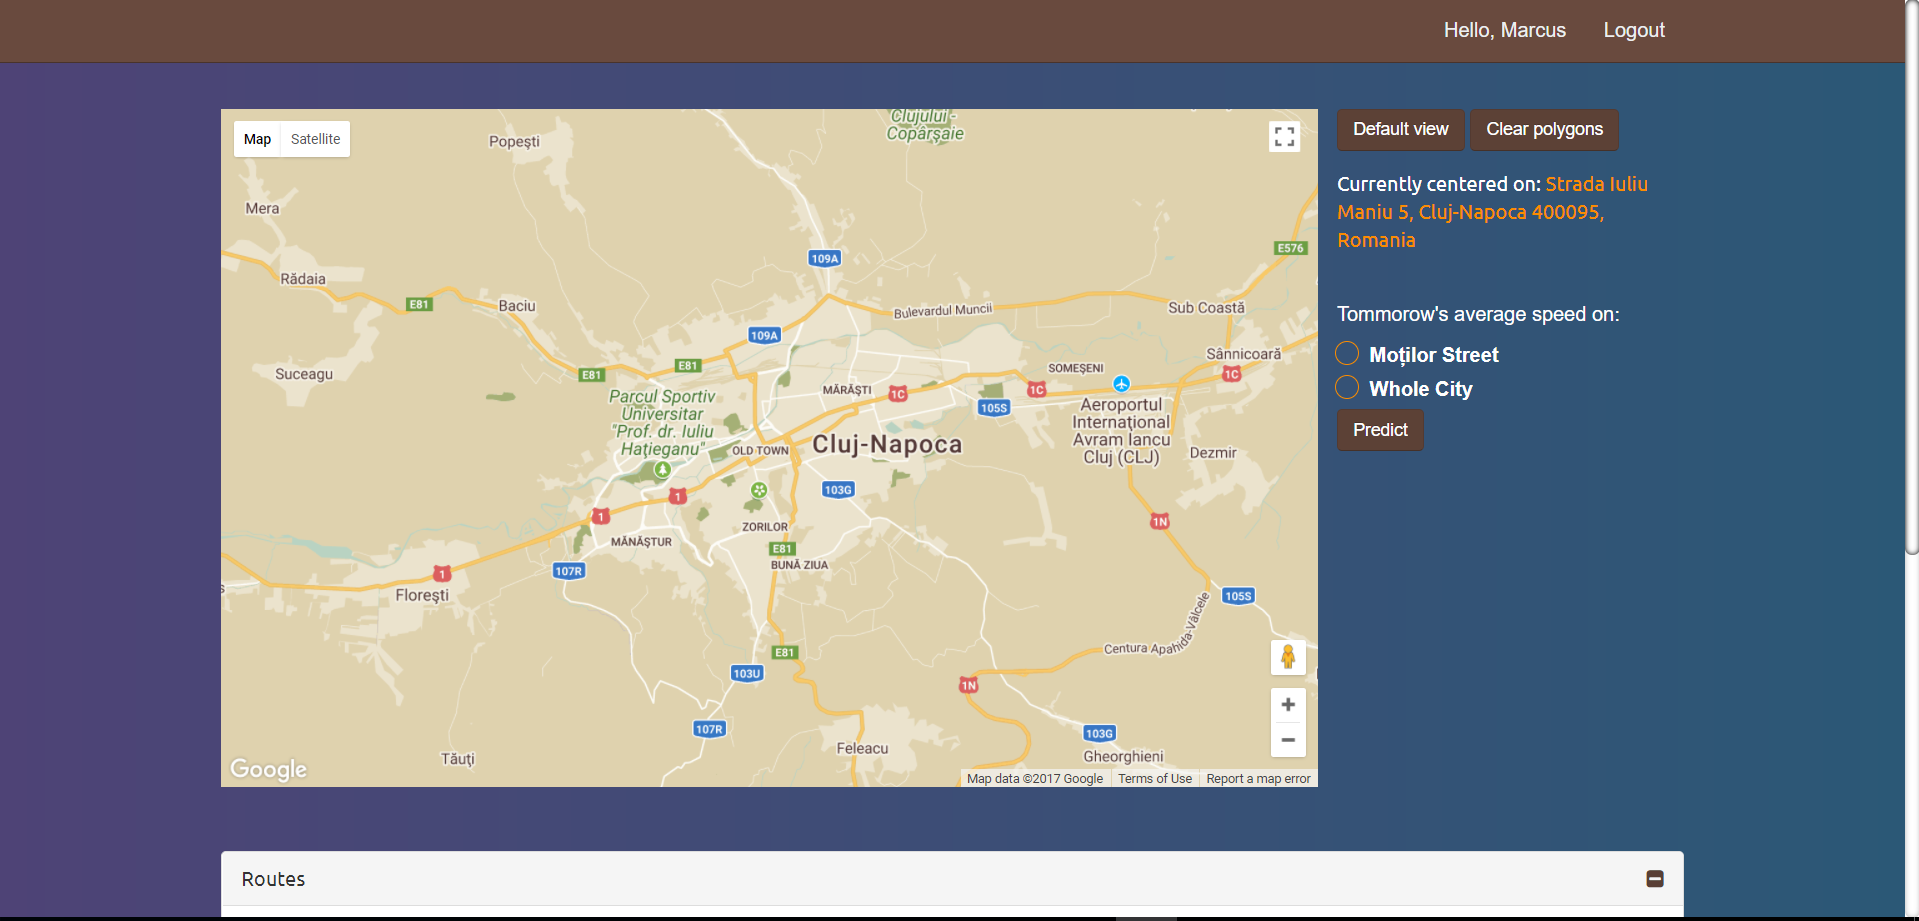 Hello, Marcus
Logout
Map
Satellite
Default view
Clear polygons
Currently centered on: Strada Iuliu
Maniu 5, Cluj-Napoca 400095,
Romania
Tommorow's average speed on:
Moților Street
Whole City
Predict
Clujului -
Copârșaie
Popești
Mera
E576
109A
Rădaia
E81
Baciu
Bulevardul Muncii
Sub Coastă
109A
Sânnicoară
E81
E81
Suceagu
SOMEȘENI
1C
MĂRĂȘTI
1C
1C
105S
Parcul Sportiv
Universitar
"Prof. dr. Iuliu
Hațieganu"
Aeroportul
Internațional
Avram Iancu
Cluj (CLJ)
Cluj-Napoca
OLD TOWN
Dezmir
103G
1
1
ZORILOR
1N
MĂNĂȘTUR
E81
BUNĂ ZIUA
107R
1
Florești
105S
Centura Apahida-Vâlcele
E81
103U
1N
107R
103G
Feleacu
Gheorghieni
Tăuți
Google
Map data ©2017 Google
Terms of Use
Report a map error
Routes